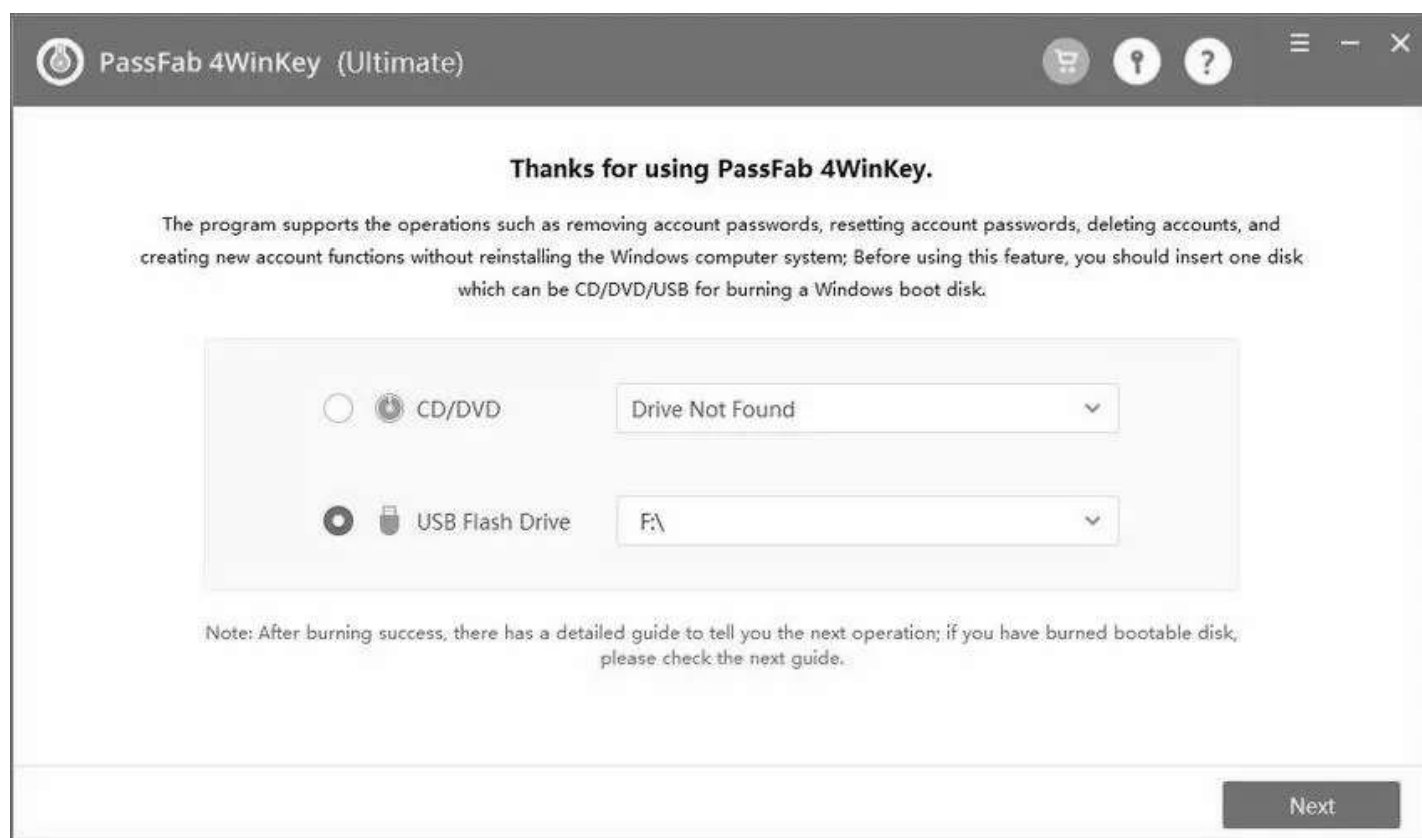 PassFab 4WinKey (Ultimate)
?
Thanks for using PassFab 4WinKey.
The program supports the operations such as removing account passwords, resetting account passwords, deleting accounts, and
creating new account functions without reinstalling the Windows computer system; Before using this feature, you should insert one disk
which can be CD/DVD/USB for burning a Windows boot disk.
CD/DVD Drive Not Found
USB Flash Drive F:\
Note: After burning success, there has a detailed guide to tell you the next operation; if you have burned bootable disk,
please check the next guide.
Next